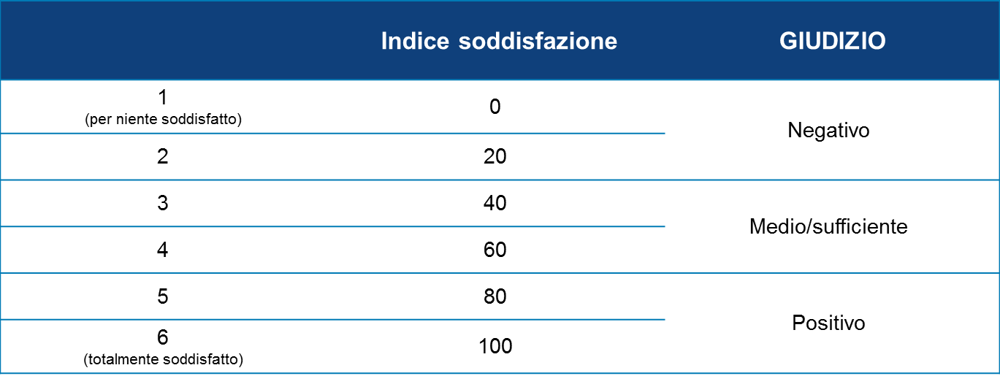 Indice soddisfazione GIUDIZIO
1
(per niente soddisfatto)
0
Negativo
2
20
3
40
Medio/sufficiente
4
60
5
80
Positivo
6
(totalmente soddisfatto)
100